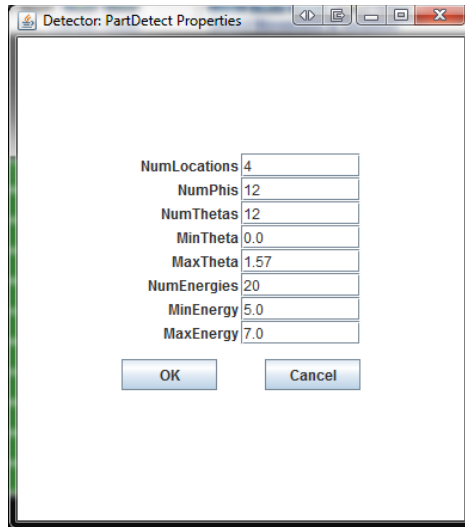 Detector: PartDetect Properties
NumLocations 4
NumPhis 12
NumThetas 12
MinTheta 0.0
MaxTheta 1.57
NumEnergies 20
MinEnergy 5.0
MaxEnergy 7.0
OK Cancel